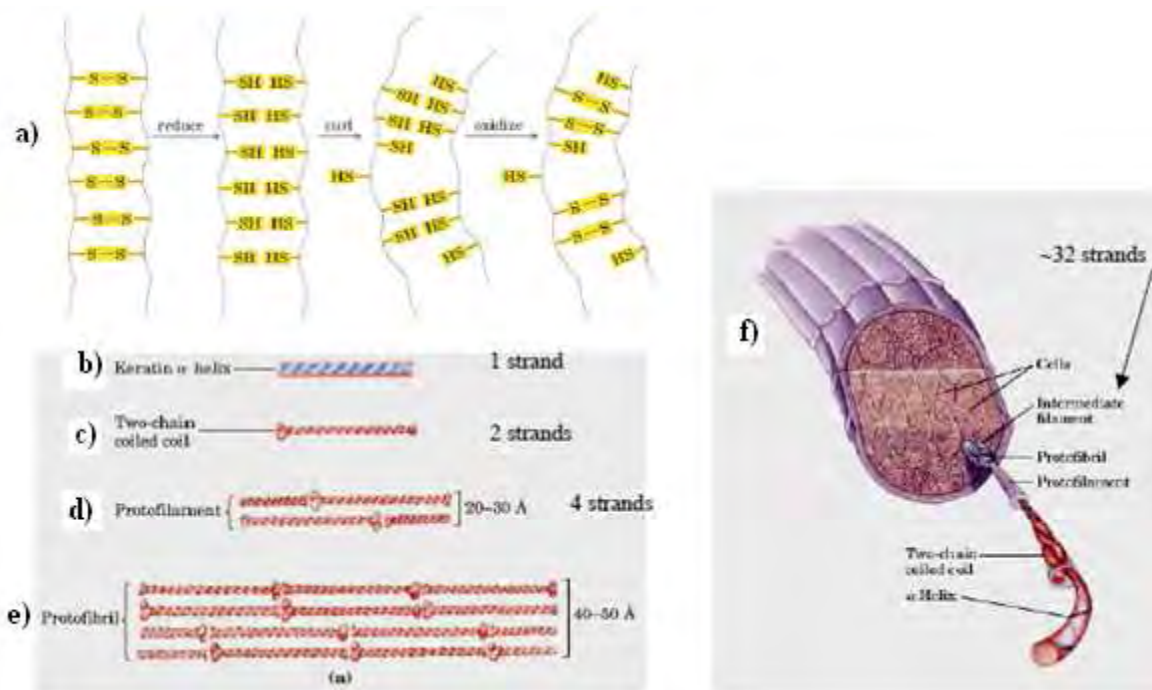 a)
S—S
S—S
S—S
S—S
S—S
S—S
reduce
SH HS
SH HS
SH HS
SH HS
SH HS
SH HS
curl
HS
SH HS
SH HS
SH
HS
SH HS
SH HS
HS
oxidize
HS
S—S
S—S
SH
HS
S—S
S—S
HS
b) Keratin α helix 1 strand
c) Two-chain
coiled coil 2 strands
d) Protofilament 20–30 Å 4 strands
e) Protofibril 40–50 Å
(a)
f)
~32 strands
Cells
Intermediate
filament
Protofibril
Protofilament
Two-chain
coiled coil
α Helix